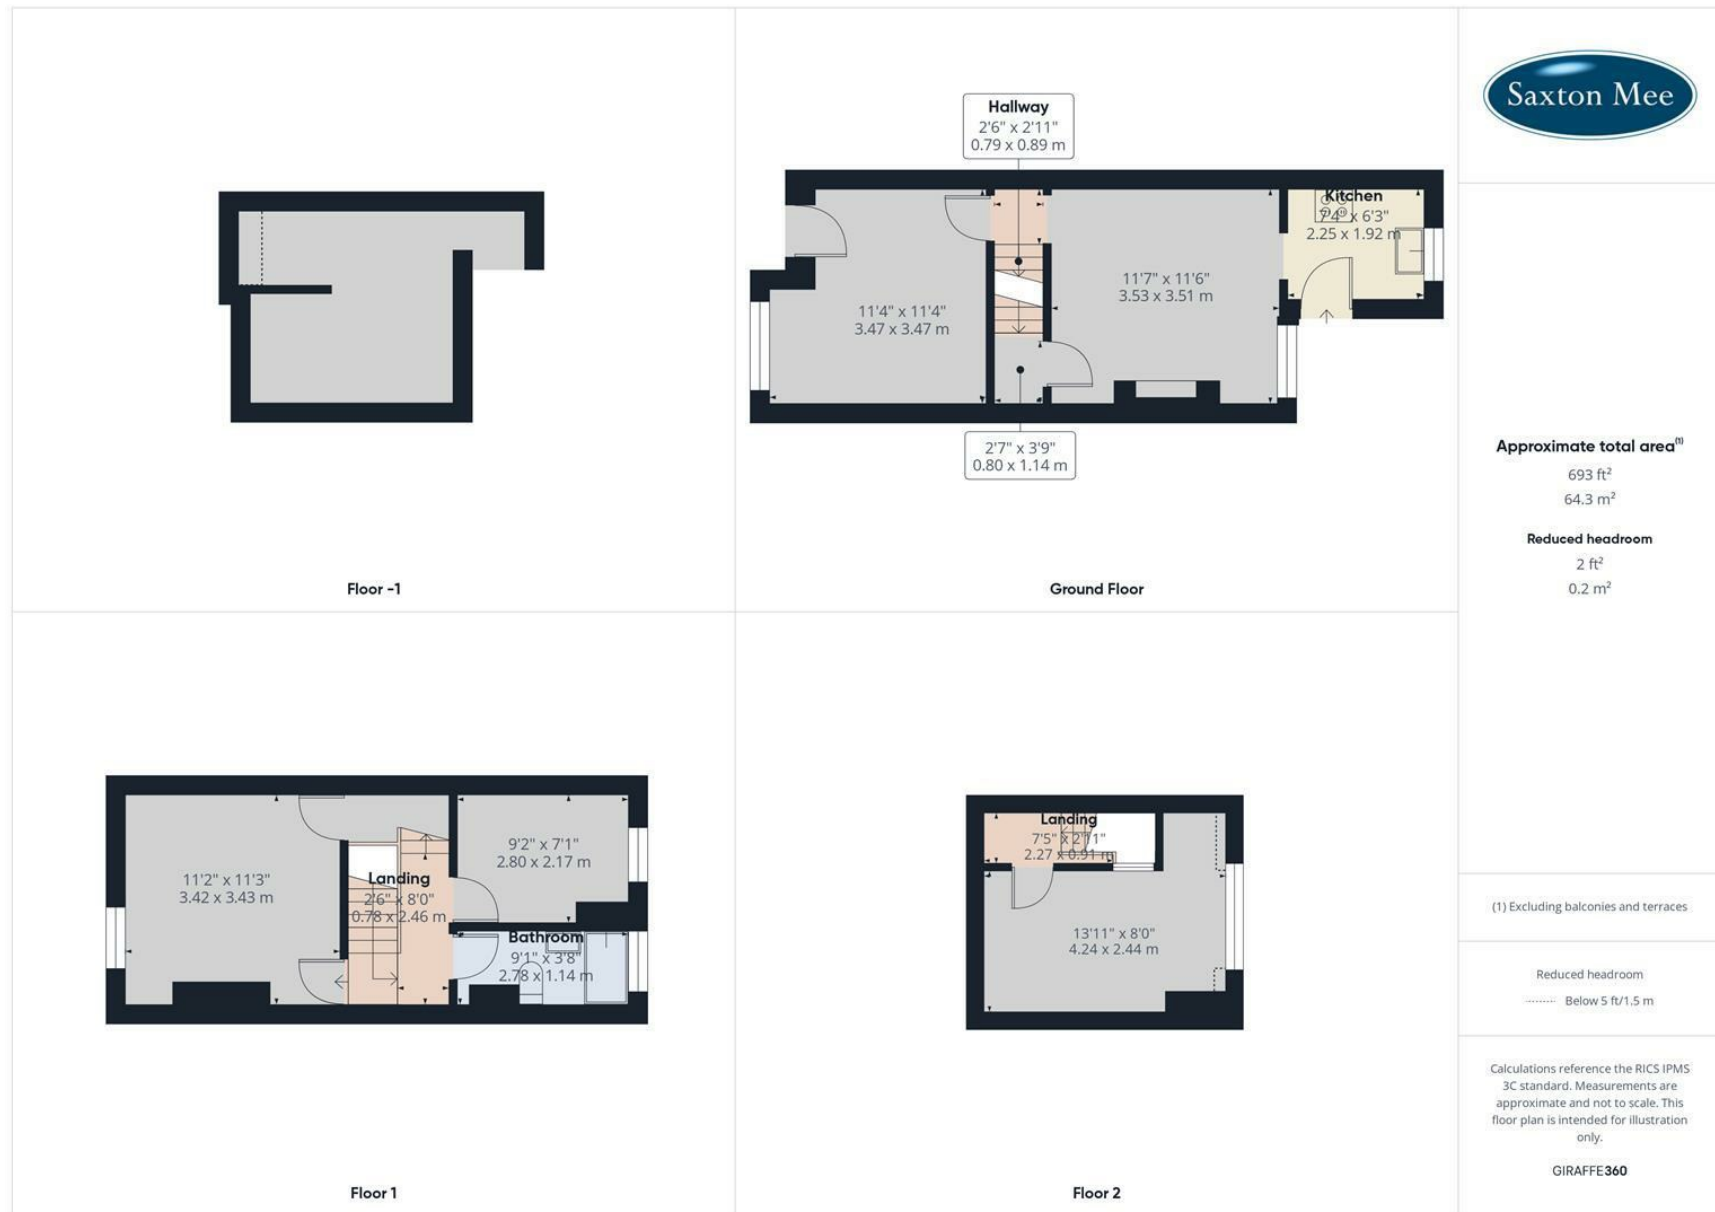 Saxton Mee
Hallway
2'6" x 2'11"
0.79 x 0.89 m
Kitchen
7'4" x 6'3"
2.25 x 1.92 m
11'7" x 11'6"
3.53 x 3.51 m
11'4" x 11'4"
3.47 x 3.47 m
2'7" x 3'9"
0.80 x 1.14 m
Floor -1
Ground Floor
Approximate total area(1)
693 ft²
64.3 m²
Reduced headroom
2 ft²
0.2 m²
9'2" x 7'1"
2.80 x 2.17 m
11'2" x 11'3"
3.42 x 3.43 m
Landing
2'6" x 8'0"
0.78 x 2.46 m
Bathroom
9'1" x 3'8"
2.78 x 1.14 m
Landing
7'5" x 2'11"
2.27 x 0.91 m
13'11" x 8'0"
4.24 x 2.44 m
Floor 1
Floor 2
(1) Excluding balconies and terraces
Reduced headroom
Below 5 ft/1.5 m
Calculations reference the RICS IPMS
3C standard. Measurements are
approximate and not to scale. This
floor plan is intended for illustration
only.
GIRAFFE360